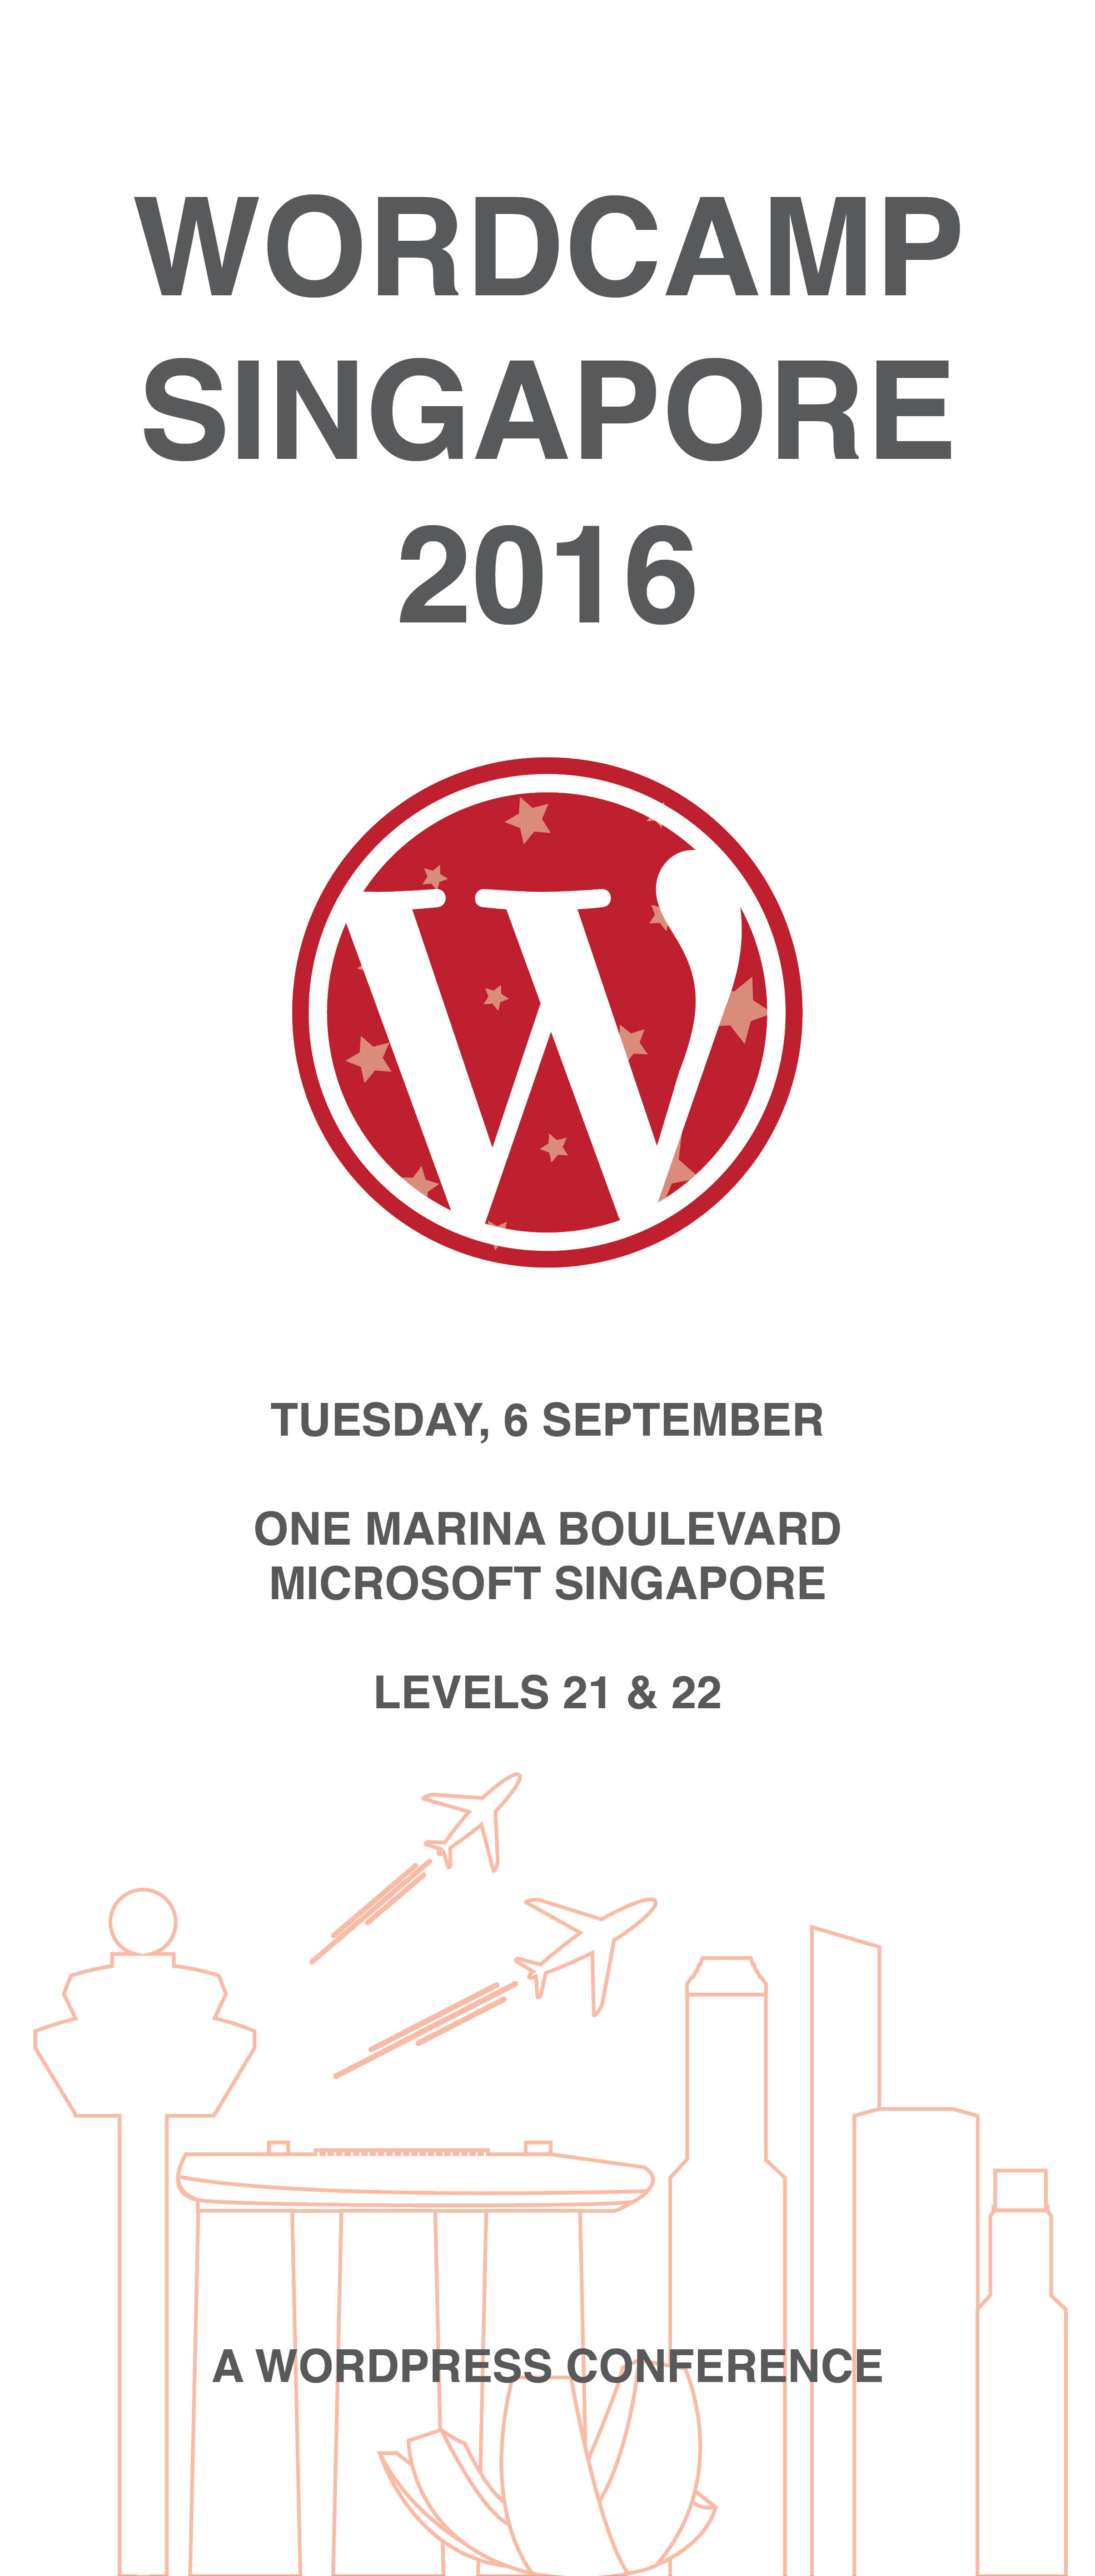 WORDCAMP
SINGAPORE
2016
W
TUESDAY, 6 SEPTEMBER
ONE MARINA BOULEVARD
MICROSOFT SINGAPORE
LEVELS 21 & 22
A WORDPRESS CONFERENCE